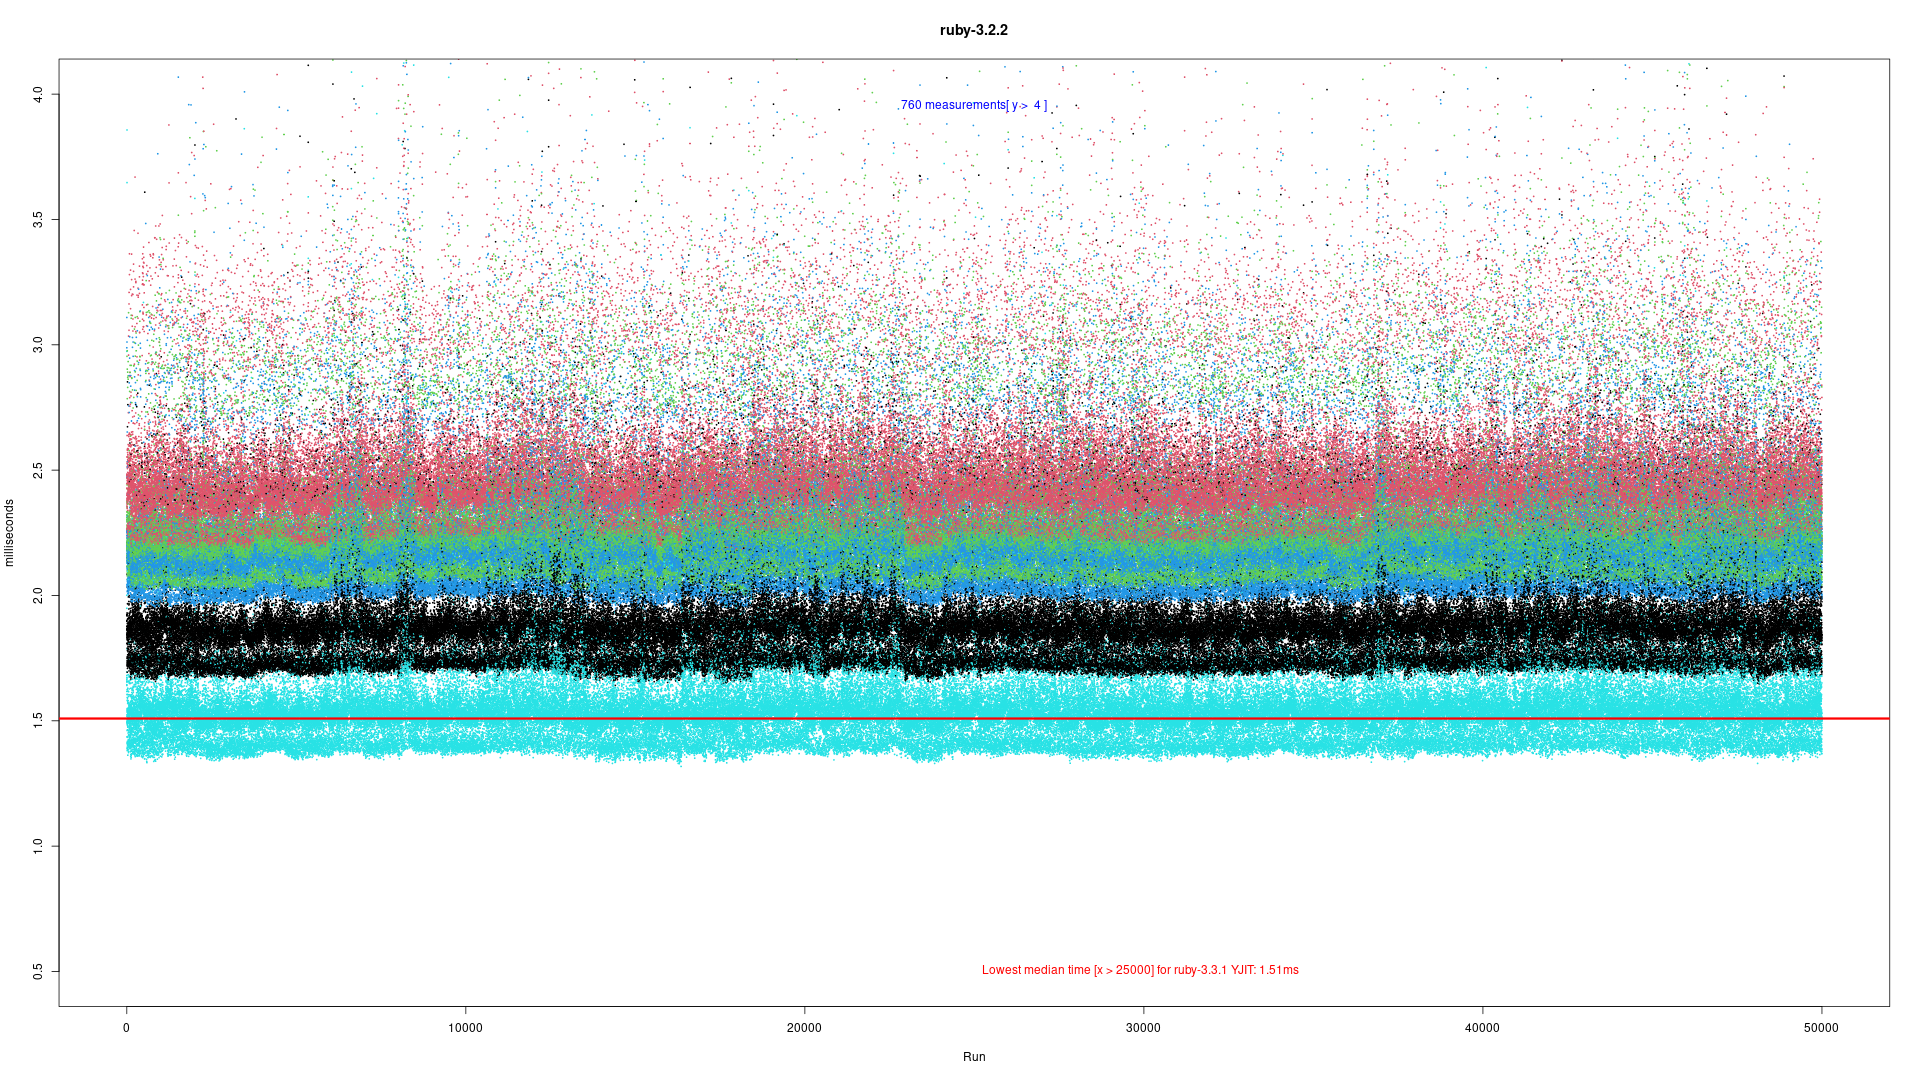 ruby-3.2.2
760 measurements[ y > 4 ]
4.0
3.5
3.0
2.5
2.0
1.5
1.0
0.5
milliseconds
Lowest median time [x > 25000] for ruby-3.3.1 YJIT: 1.51ms
0 10000 20000 30000 40000 50000
Run